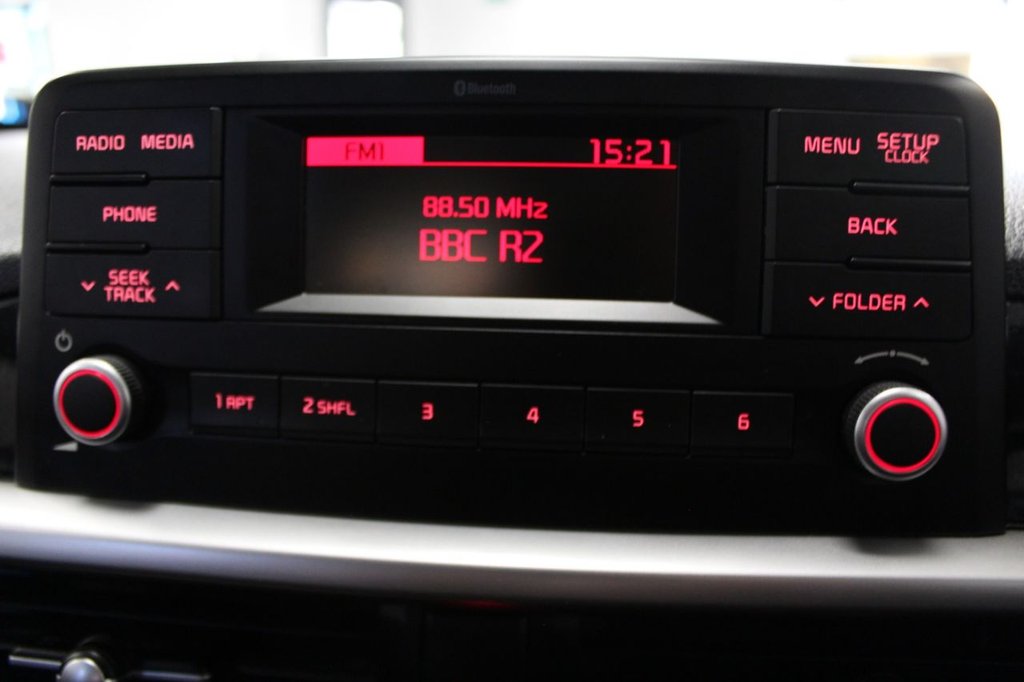 Bluetooth
RADIO MEDIA
FM1 15:21
MENU SETUP
CLOCK
PHONE
88.50 MHz
BBC R2
BACK
SEEK
TRACK
FOLDER
1 RPT
2 SHFL
3
4
5
6